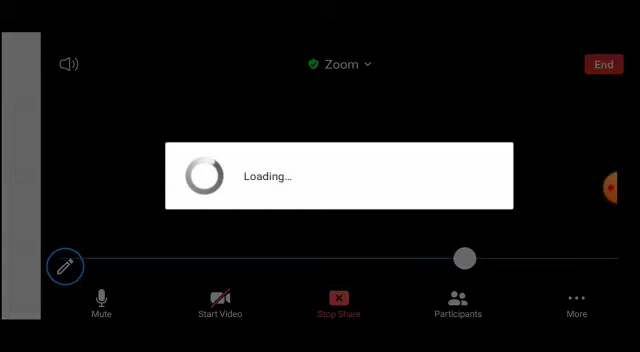 Zoom
End
Loading...
Mute
Start Video
Stop Share
Participants
More